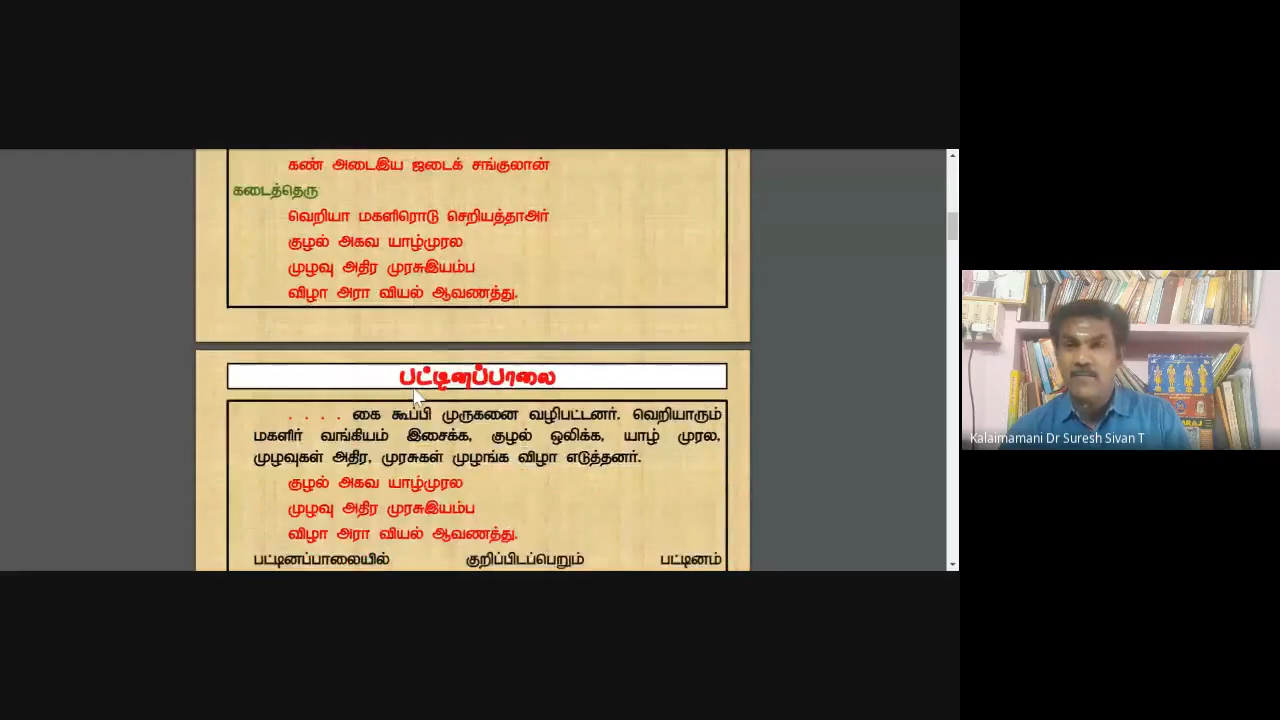 கண் அடைஇய ஜடைக் சங்குலான்
கடைத்தெரு
வெறியா மகளிரொடு செறியத்தாஅர்
குழல் அகவ யாழ்முரல
முழவு அதிர முரசுஇயம்ப
விழா அரா வியல் ஆவணத்து.
பட்டினப்பாலை
. . . . கை கூப்பி முருகனை வழிபட்டனர். வெறியாரும்
மகளிர் வங்கியம் இசைக்க, குழல் ஒலிக்க, யாழ் முரல,
முழவுகள் அதிர, முரசுகள் முழங்க விழா எடுத்தனர்.
குழல் அகவ யாழ்முரல
முழவு அதிர முரசுஇயம்ப
விழா அரா வியல் ஆவணத்து.
பட்டினப்பாலையில் குறிப்பிடப்பெறும் பட்டினம்
Kalaimamani Dr Suresh Sivan T